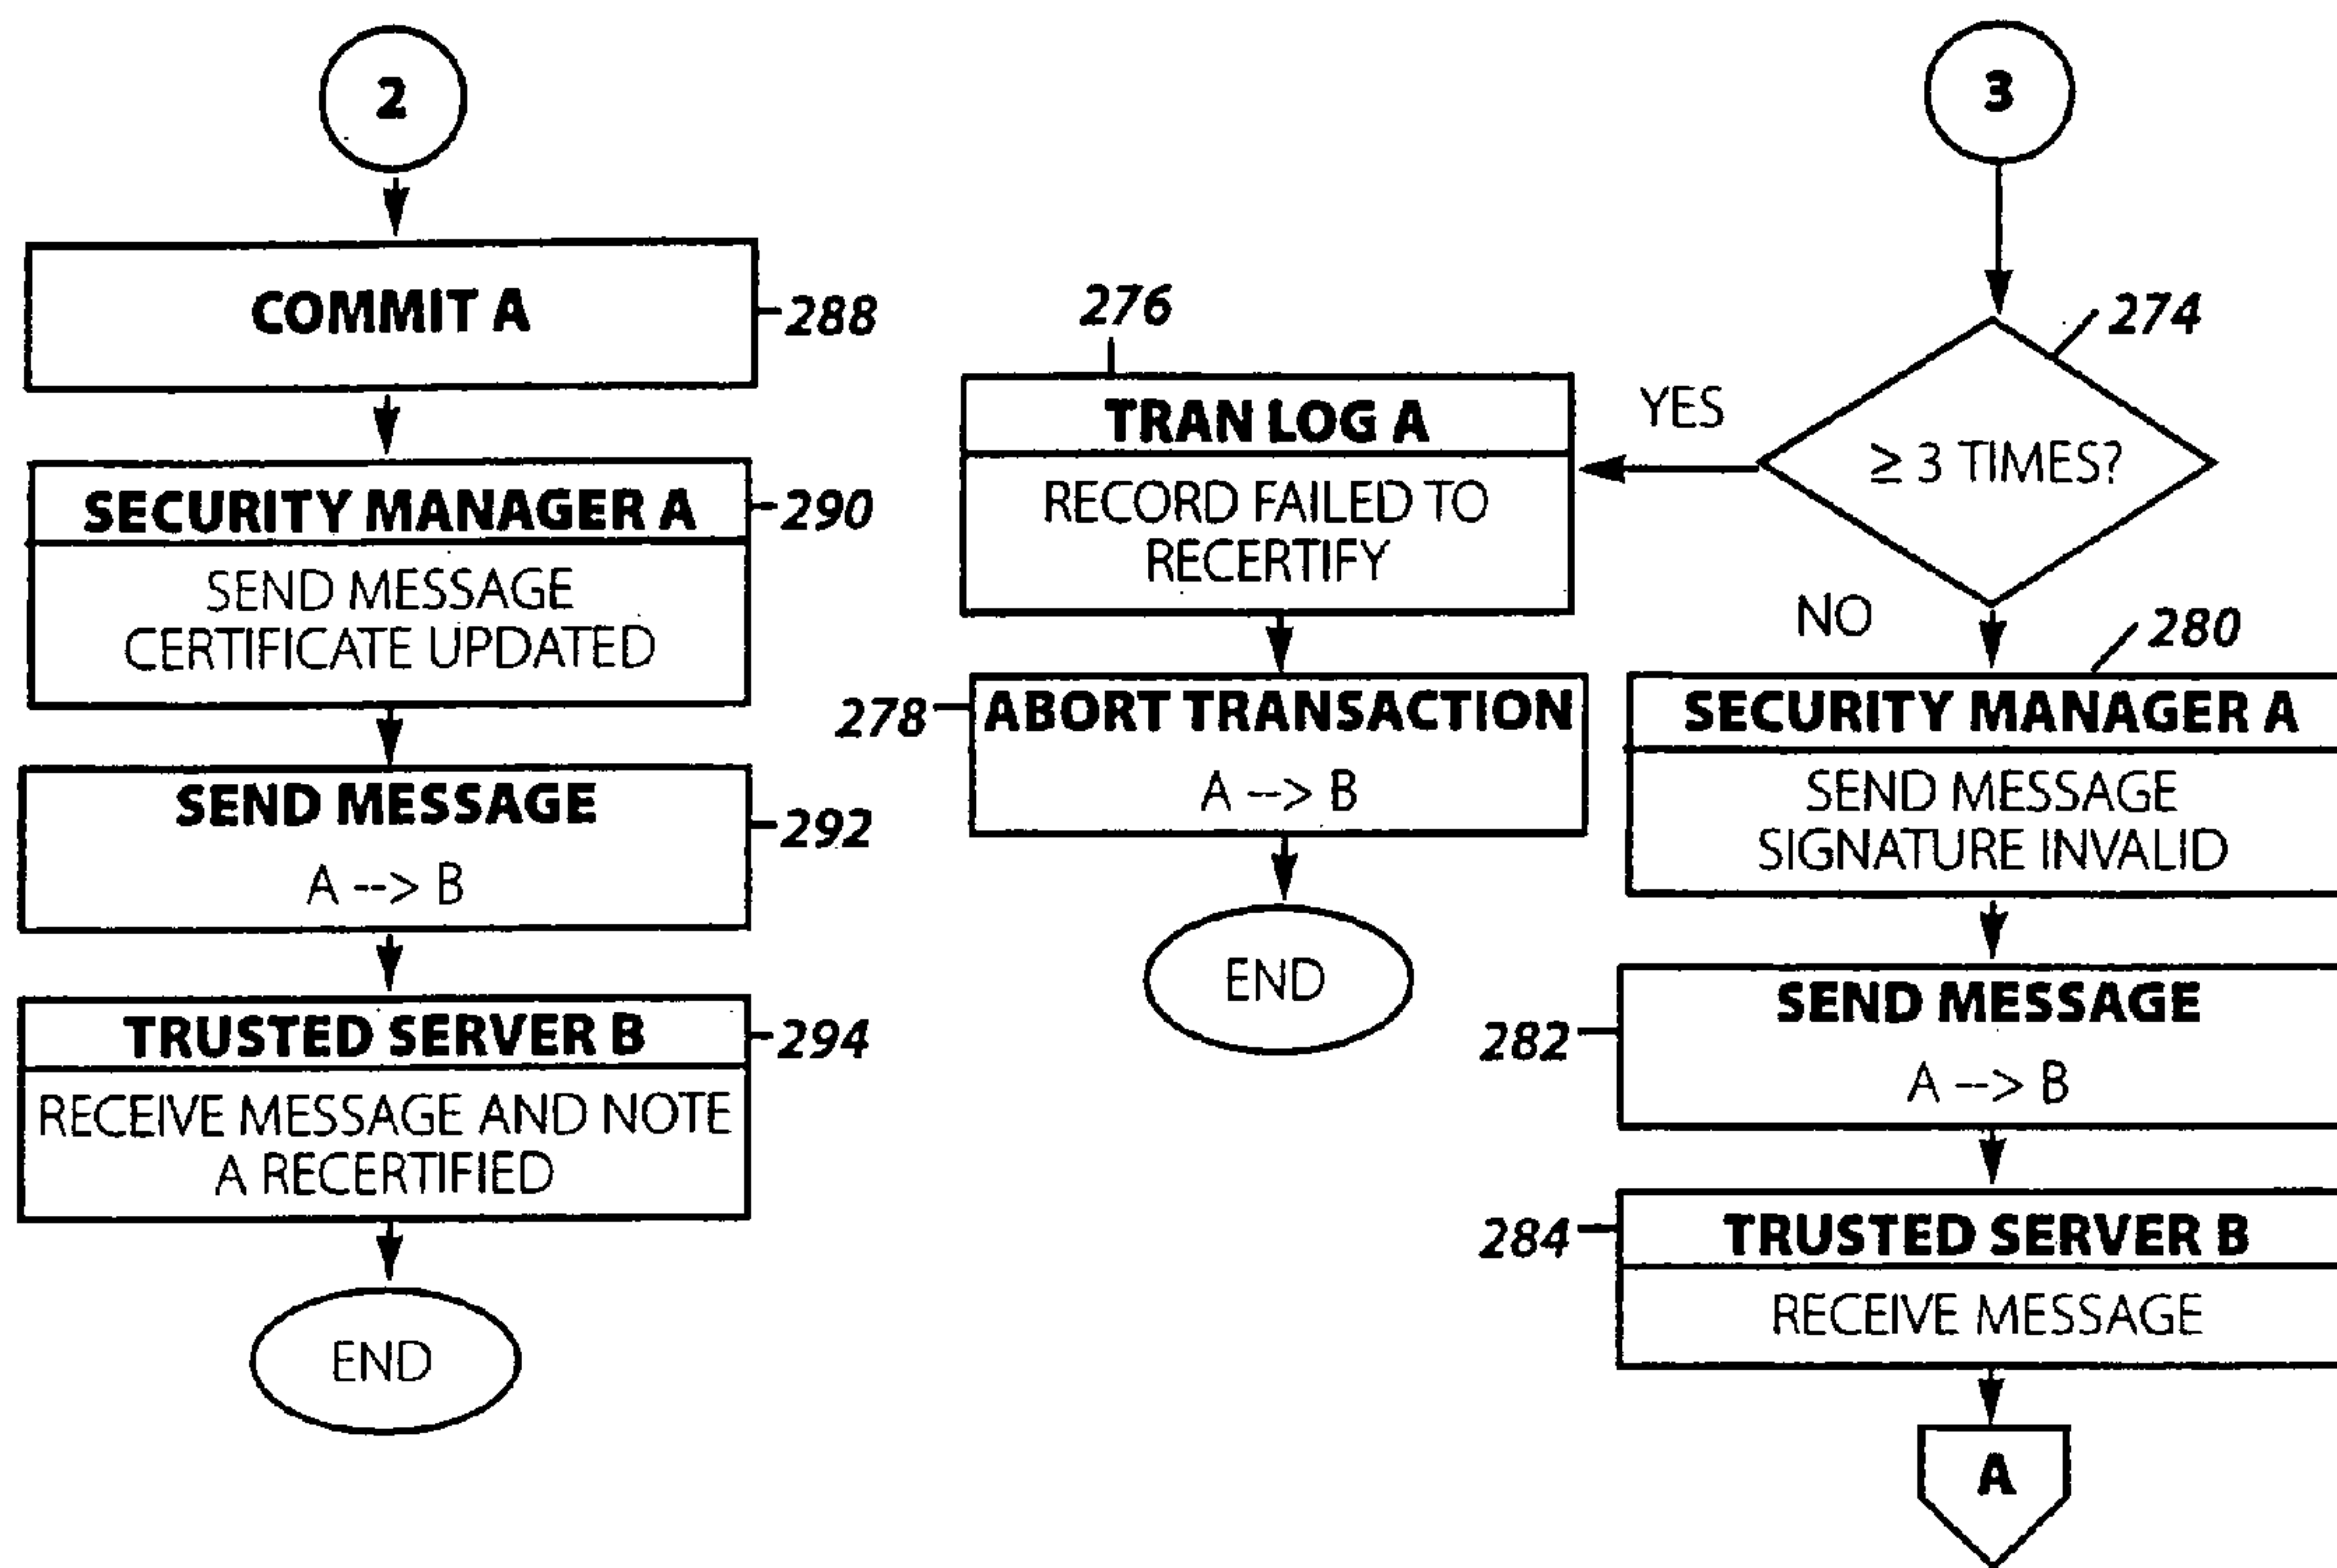 2
COMMIT A
288
SECURITY MANAGER A
290
SEND MESSAGE
CERTIFICATE UPDATED
SEND MESSAGE
292
A --> B
TRUSTED SERVER B
294
RECEIVE MESSAGE AND NOTE
A RECERTIFIED
END
3
274
≥ 3 TIMES?
YES
276
TRAN LOG A
RECORD FAILED TO
RECERTIFY
278
ABORT TRANSACTION
A --> B
END
NO
280
SECURITY MANAGER A
SEND MESSAGE
SIGNATURE INVALID
SEND MESSAGE
282
A --> B
284
TRUSTED SERVER B
RECEIVE MESSAGE
A